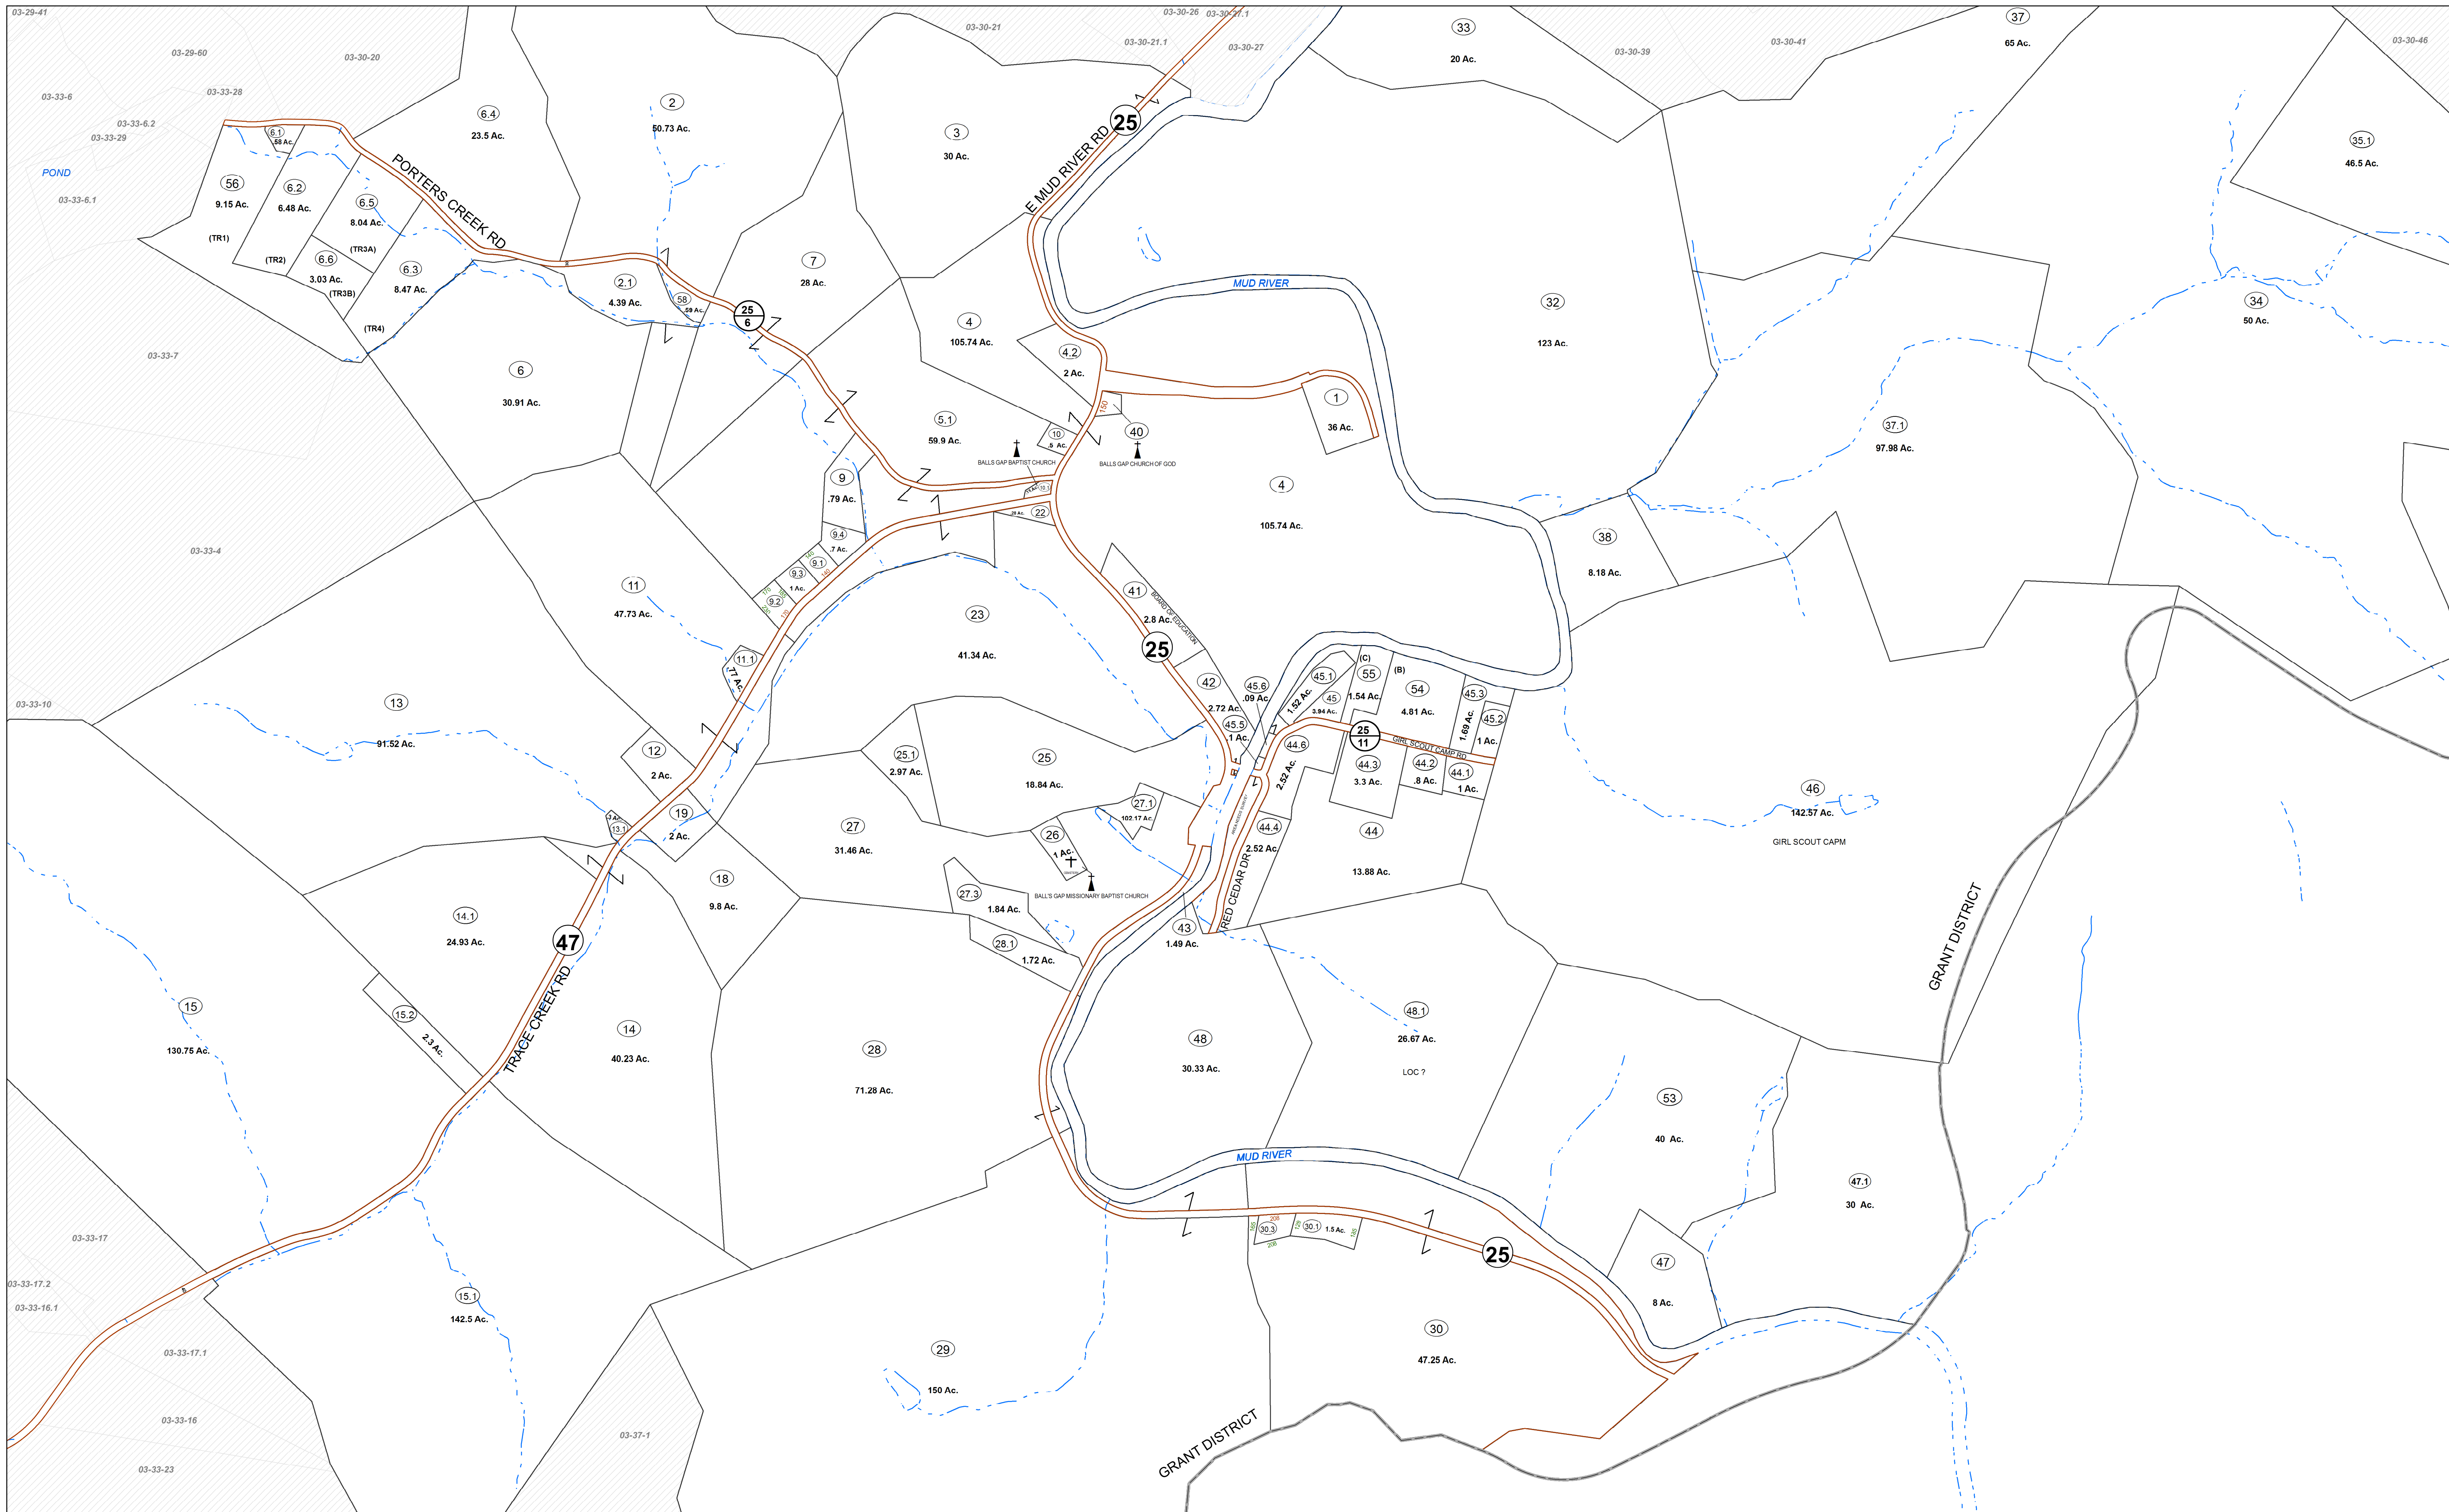 03-29-41
03-29-60
03-30-20
03-33-28
03-33-6
03-33-6.2
03-33-29
POND
03-33-6.1
03-33-7
03-33-4
03-33-10
03-30-21
03-30-26
03-30-27.1
03-30-21.1
03-30-27
03-30-39
03-30-41
03-30-46
6.1
.58 Ac.
56
9.15 Ac.
(TR1)
6.2
6.48 Ac.
(TR2)
6.5
8.04 Ac.
(TR3A)
6.6
3.03 Ac.
(TR3B)
6.3
8.47 Ac.
(TR4)
6.4
23.5 Ac.
PORTERS CREEK RD
2
50.73 Ac.
3
30 Ac.
E MUD RIVER RD
25
33
20 Ac.
37
65 Ac.
35.1
46.5 Ac.
2.1
4.39 Ac.
58
.59 Ac.
25
6
7
28 Ac.
MUD RIVER
32
123 Ac.
34
50 Ac.
6
30.91 Ac.
4
105.74 Ac.
4.2
2 Ac.
1
36 Ac.
150
40
BALLS GAP CHURCH OF GOD
5.1
59.9 Ac.
10
.5 Ac.
BALLS GAP BAPTIST CHURCH
10.1
22
37.1
97.98 Ac.
9
.79 Ac.
9.4
.7 Ac.
9.1
140
140
9.3
1 Ac.
9.2
170
4
105.74 Ac.
38
8.18 Ac.
11
47.73 Ac.
11.1
.77 Ac.
23
41.34 Ac.
41
2.8 Ac.
BOARD OF EDUCATION
25
42
2.72 Ac.
45.6
.09 Ac.
45.5
.1 Ac.
45.1
1.52 Ac.
45
3.94 Ac.
(C)
55
1.54 Ac.
(B)
54
4.81 Ac.
45.3
1.69 Ac.
45.2
1 Ac.
25
11
GIRL SCOUT CAMP RD
44.6
2.52 Ac.
44.3
3.3 Ac.
44.2
.8 Ac.
44.1
1 Ac.
13
91.52 Ac.
12
2 Ac.
13.1
19
2 Ac.
25.1
2.97 Ac.
25
18.84 Ac.
27
31.46 Ac.
27.1
102.17 Ac.
26
1 Ac.
BALL'S GAP MISSIONARY BAPTIST CHURCH
44.4
2.52 Ac.
44
13.88 Ac.
46
142.57 Ac.
GIRL SCOUT CAPM
18
9.8 Ac.
27.3
1.84 Ac.
28.1
1.72 Ac.
43
1.49 Ac.
RED CEDAR DR
14.1
24.93 Ac.
47
TRACE CREEK RD
15
130.75 Ac.
15.2
2.3 Ac.
14
40.23 Ac.
28
71.28 Ac.
48
30.33 Ac.
48.1
26.67 Ac.
LOC ?
GRANT DISTRICT
53
40 Ac.
47.1
30 Ac.
MUD RIVER
165
30.3
208
208
129
30.1
1.5 Ac.
185
25
47
8 Ac.
03-33-17
03-33-17.2
03-33-16.1
03-33-17.1
03-33-16
03-33-23
15.1
142.5 Ac.
03-37-1
29
150 Ac.
30
47.25 Ac.
GRANT DISTRICT